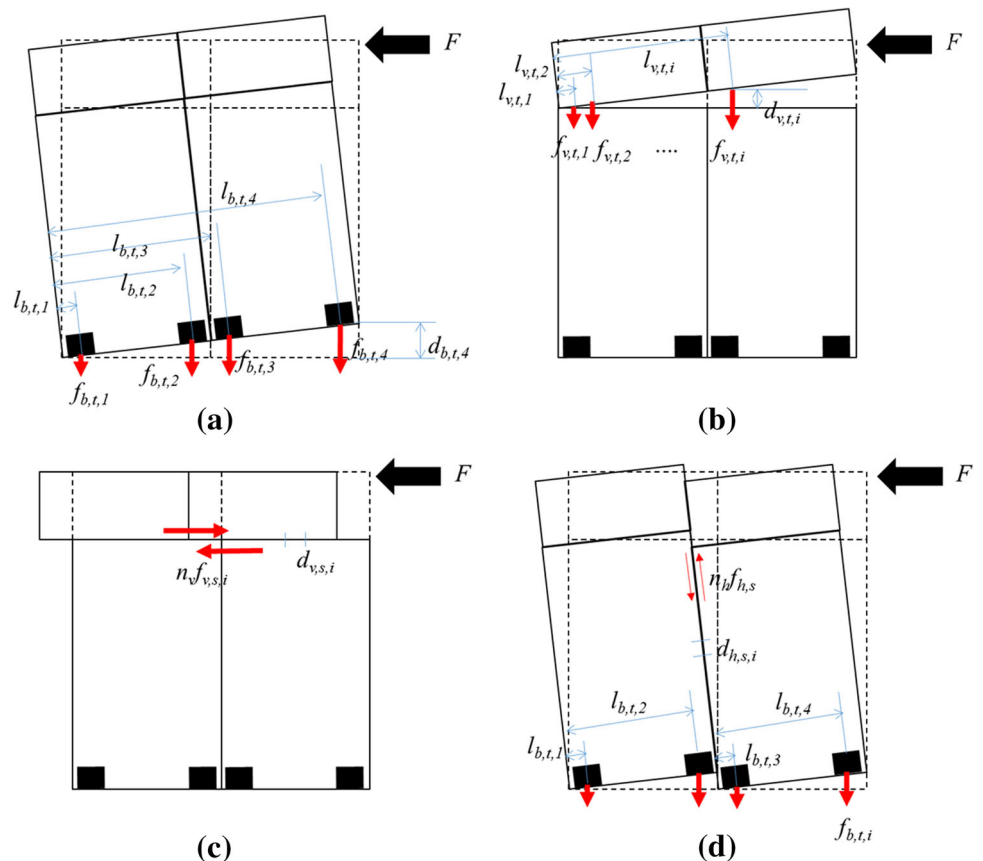 F
l_{b,t,4}
l_{b,t,3}
l_{b,t,2}
l_{b,t,1}
d_{b,t,4}
f_{b,t,4}
f_{b,t,3}
f_{b,t,2}
f_{b,t,1}
(a)
F
l_{v,t,2}
l_{v,t,i}
l_{v,t,1}
d_{v,t,i}
f_{v,t,1}
f_{v,t,2}
....
f_{v,t,i}
(b)
F
n_v f_{v,s,i}
d_{v,s,i}
(c)
F
n_h f_{h,s}
d_{h,s,i}
l_{b,t,2}
l_{b,t,4}
l_{b,t,1}
l_{b,t,3}
f_{b,t,i}
(d)